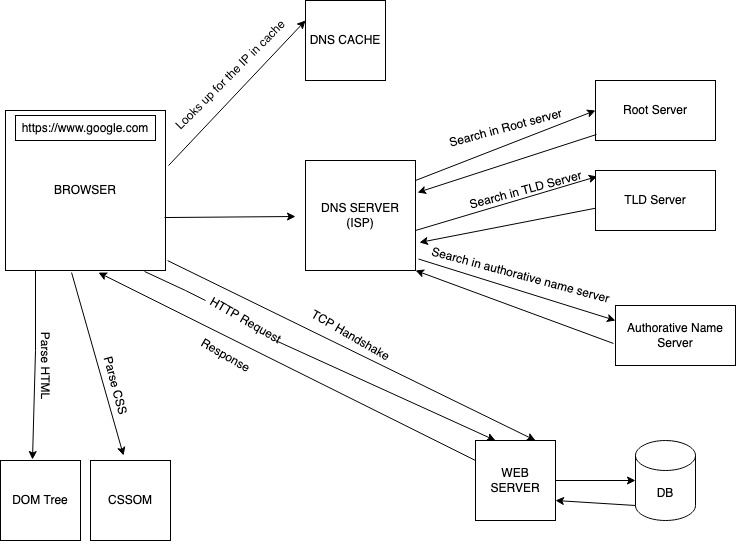 DNS CACHE
Looks up for the IP in cache
https://www.google.com
BROWSER
Search in Root server
Root Server
DNS SERVER
(ISP)
Search in TLD Server
TLD Server
Search in authorative name server
Authorative Name
Server
HTTP Request
TCP Handshake
Response
Parse HTML
Parse CSS
DOM Tree
CSSOM
WEB
SERVER
DB